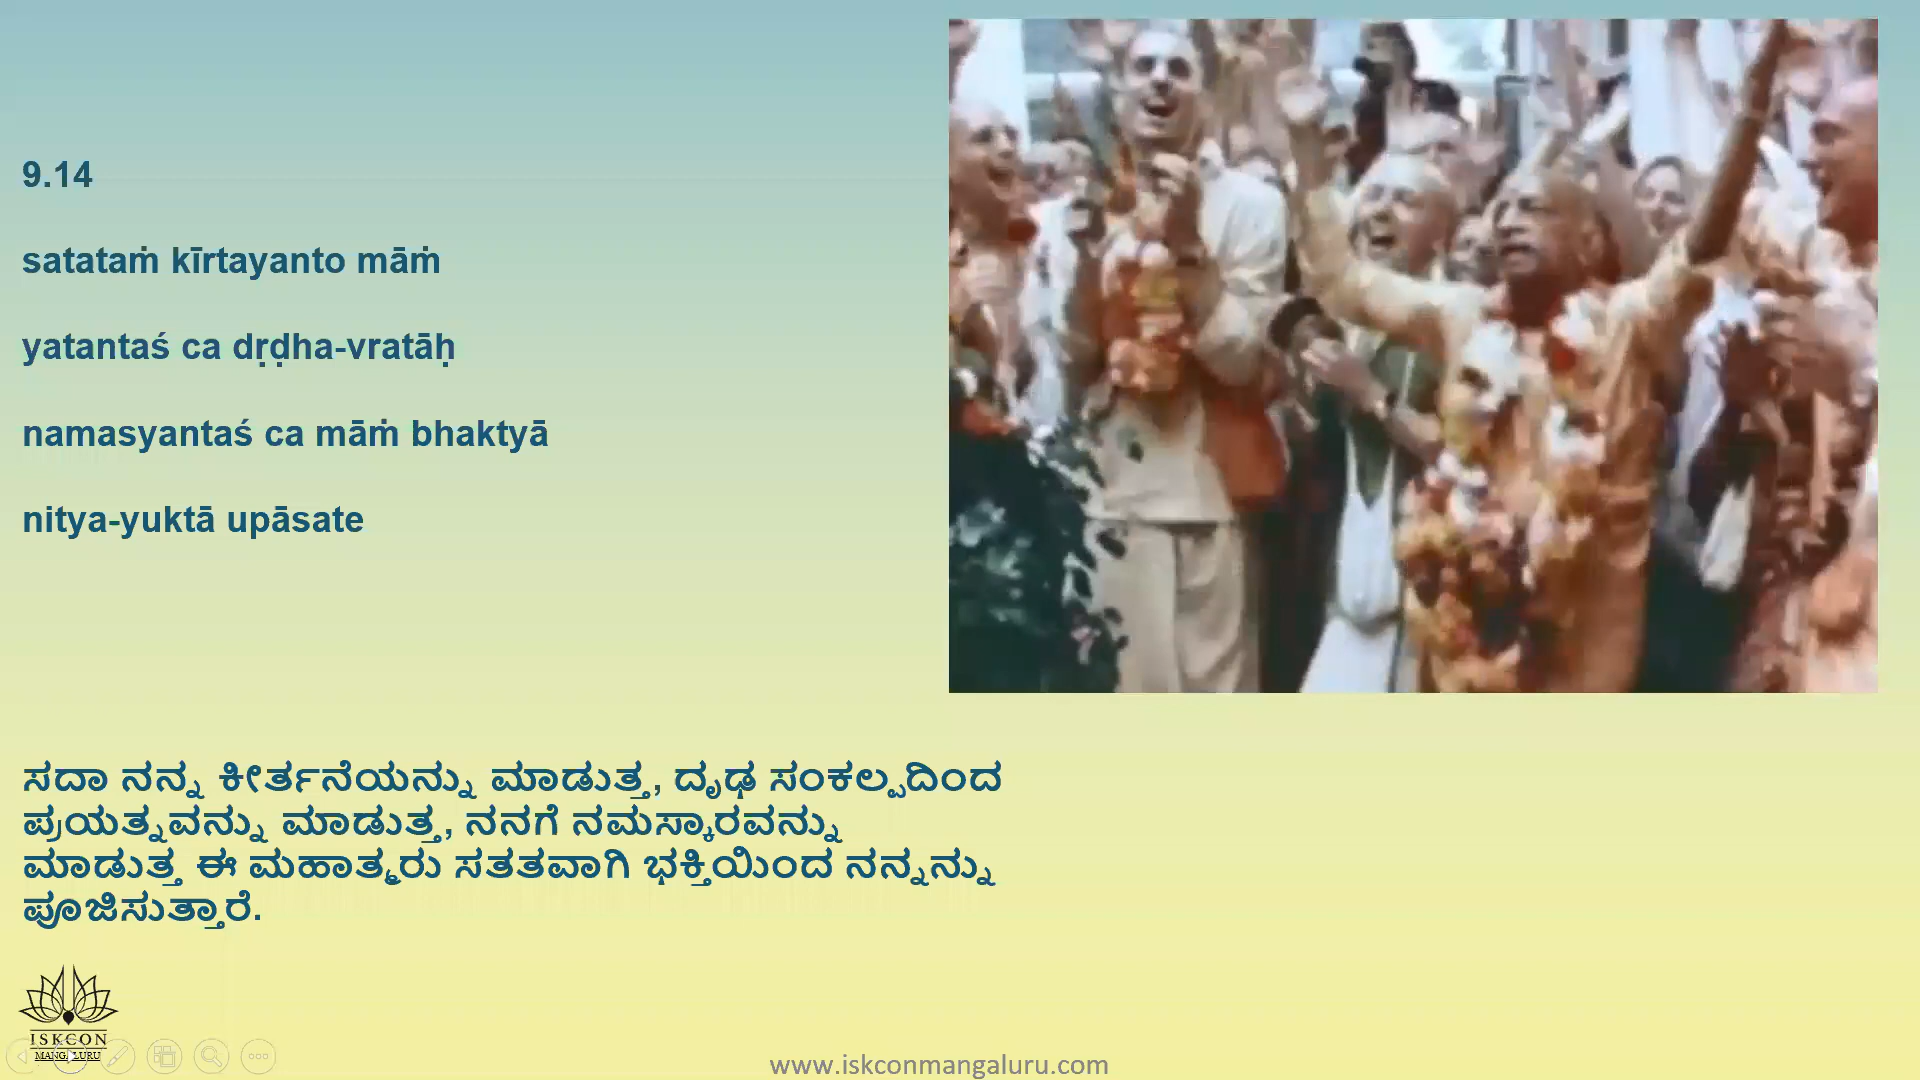 9.14
satataṁ kīrtayanto māṁ
yatantaś ca dṛḍha-vratāḥ
namasyantaś ca māṁ bhaktyā
nitya-yuktā upāsate
ಸದಾ ನನ್ನ ಕೀರ್ತನೆಯನ್ನು ಮಾಡುತ್ತ, ದೃಢ ಸಂಕಲ್ಪದಿಂದ
ಪ್ರಯತ್ನವನ್ನು ಮಾಡುತ್ತ, ನನಗೆ ನಮಸ್ಕಾರವನ್ನು
ಮಾಡುತ್ತ ಈ ಮಹಾತ್ಮರು ಸತತವಾಗಿ ಭಕ್ತಿಯಿಂದ ನನ್ನನ್ನು
ಪೂಜಿಸುತ್ತಾರೆ.
ISKCON
MANGALURU
www.iskconmangaluru.com